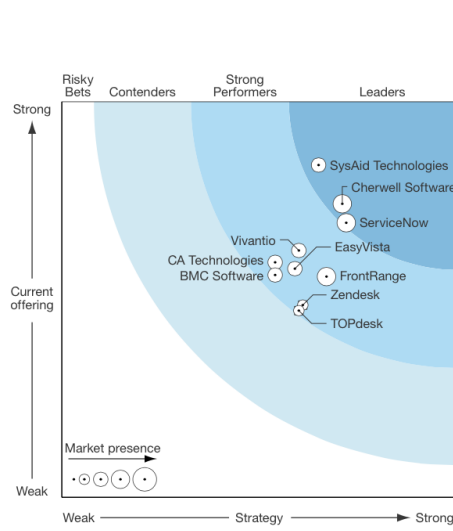 Risky
Bets
Contenders
Strong
Performers
Leaders
Strong
SysAid Technologies
Cherwell Software
ServiceNow
Vivantio
EasyVista
CA Technologies
BMC Software
FrontRange
Zendesk
TOPdesk
Current
offering
Market presence
Weak
Weak
Strategy
Strong